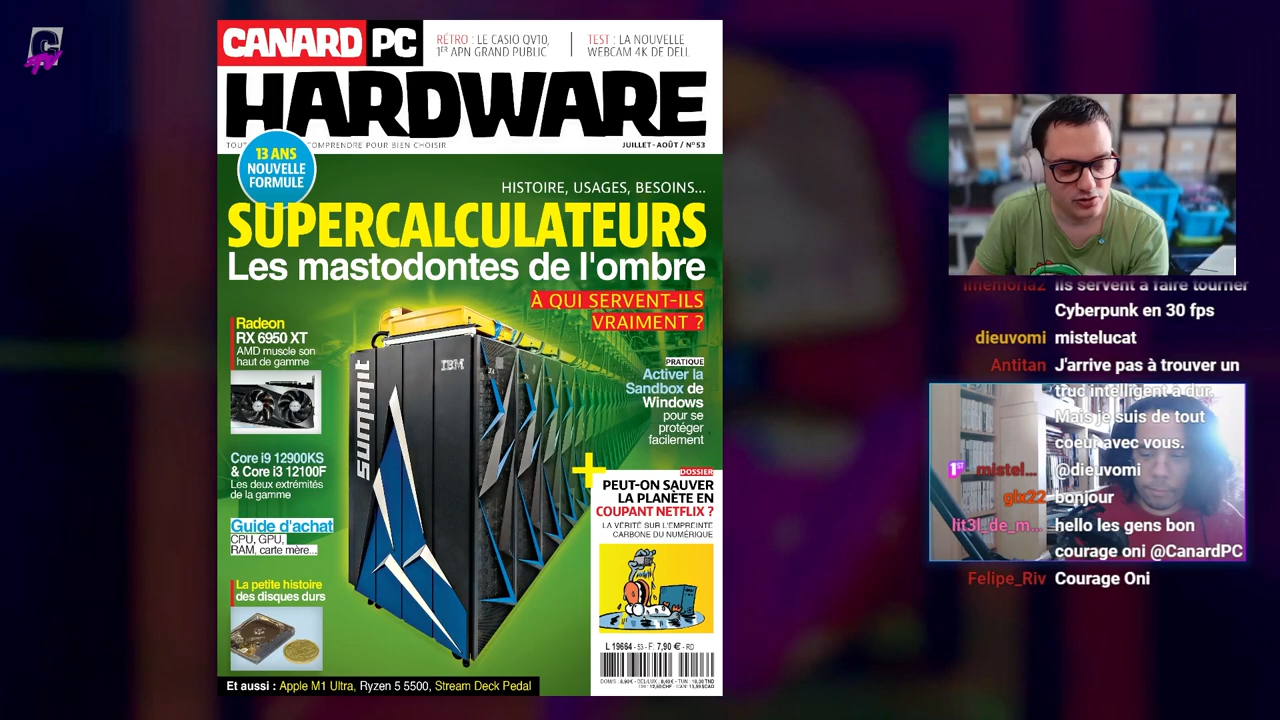 CANARD PC
RÉTRO : LE CASIO QV10,
1ER APN GRAND PUBLIC
TEST : LA NOUVELLE
WEBCAM 4K DE DELL
HARDWARE
COMPRENDRE POUR BIEN CHOISIR
JUILLET - AOÛT / N°53
13 ANS
NOUVELLE
FORMULE
HISTOIRE, USAGES, BESOINS...
SUPERCALCULATEURS
Les mastodontes de l'ombre
À QUI SERVENT-ILS
VRAIMENT ?
Radeon
RX 6950 XT
AMD muscle son
haut de gamme
summit
IBM
PRATIQUE
Activer la
Sandbox de
Windows
pour se
protéger
facilement
Core i9 12900KS
& Core i3 12100F
Les deux extrémités
de la gamme
Guide d'achat
CPU, GPU,
RAM, carte mère...
La petite histoire
des disques durs
+
DOSSIER
PEUT-ON SAUVER
LA PLANÈTE EN
COUPANT NETFLIX ?
LA VÉRITÉ SUR L'EMPREINTE
CARBONE DU NUMÉRIQUE
L 19664 - 53 - F: 7,90 € - RD
Et aussi : Apple M1 Ultra, Ryzen 5 5500, Stream Deck Pedal
Ils servent à faire tourner
Cyberpunk en 30 fps
dieuvomi mistelucat
Antitan J'arrive pas à trouver un
truc intelligent à dur.
Mais je suis de tout
coeur avec vous.
1ST mistel... @dieuvomi
glx22 bonjour
lit3l_de_m... hello les gens bon
courage oni @CanardPC
Felipe_Riv Courage Oni